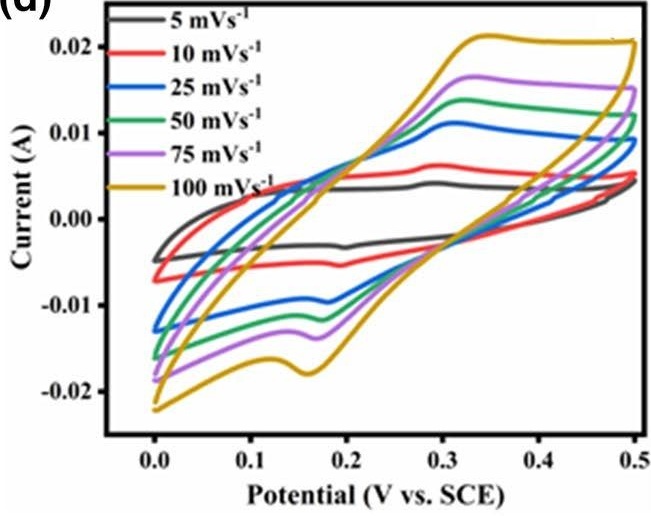 (d)
5 mVs⁻¹
10 mVs⁻¹
25 mVs⁻¹
50 mVs⁻¹
75 mVs⁻¹
100 mVs⁻¹
Current (A)
0.02
0.01
0.00
-0.01
-0.02
0.0 0.1 0.2 0.3 0.4 0.5
Potential (V vs. SCE)